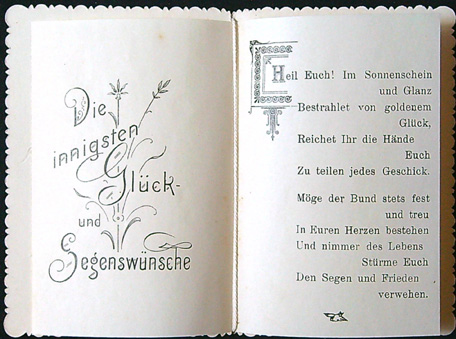 Die
innigsten
Glück-
und
Segenswünsche
Heil Euch! Im Sonnenschein
und Glanz
Bestrahlet von goldenem
Glück,
Reichet Ihr die Hände
Euch
Zu teilen jedes Geschick.
Möge der Bund stets fest
und treu
In Euren Herzen bestehen
Und nimmer des Lebens
Stürme Euch
Den Segen und Frieden
verwehen.